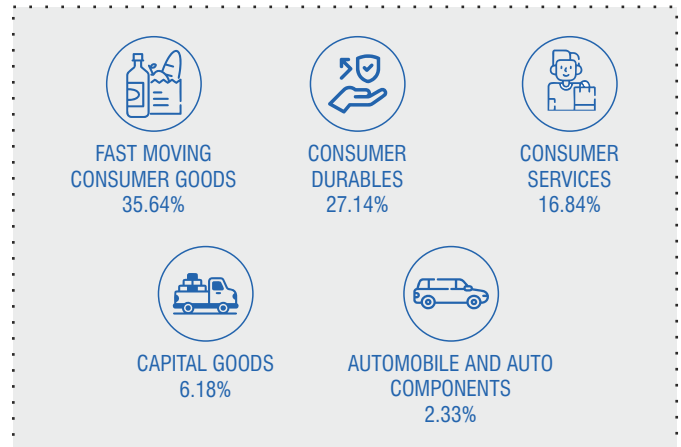 FAST MOVING
CONSUMER GOODS
35.64%
CONSUMER
DURABLES
27.14%
CONSUMER
SERVICES
16.84%
CAPITAL GOODS
6.18%
AUTOMOBILE AND AUTO
COMPONENTS
2.33%